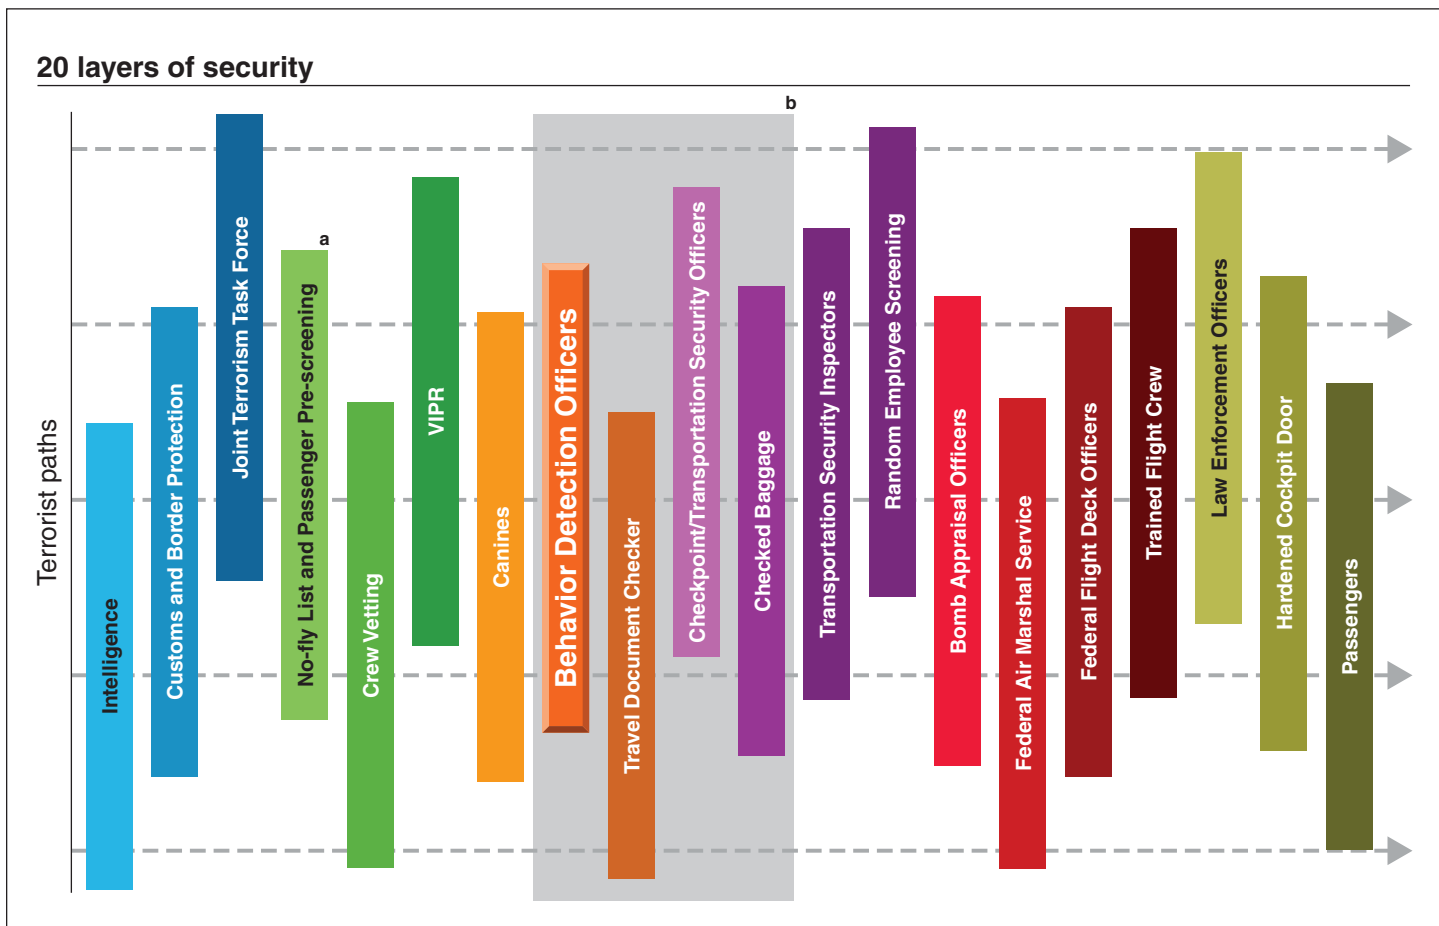 20 layers of security
b
a
Terrorist paths
Intelligence
Customs and Border Protection
Joint Terrorism Task Force
No-fly List and Passenger Pre-screening
Crew Vetting
VIPR
Canines
Behavior Detection Officers
Travel Document Checker
Checkpoint/Transportation Security Officers
Checked Baggage
Transportation Security Inspectors
Random Employee Screening
Bomb Appraisal Officers
Federal Air Marshal Service
Federal Flight Deck Officers
Trained Flight Crew
Law Enforcement Officers
Hardened Cockpit Door
Passengers